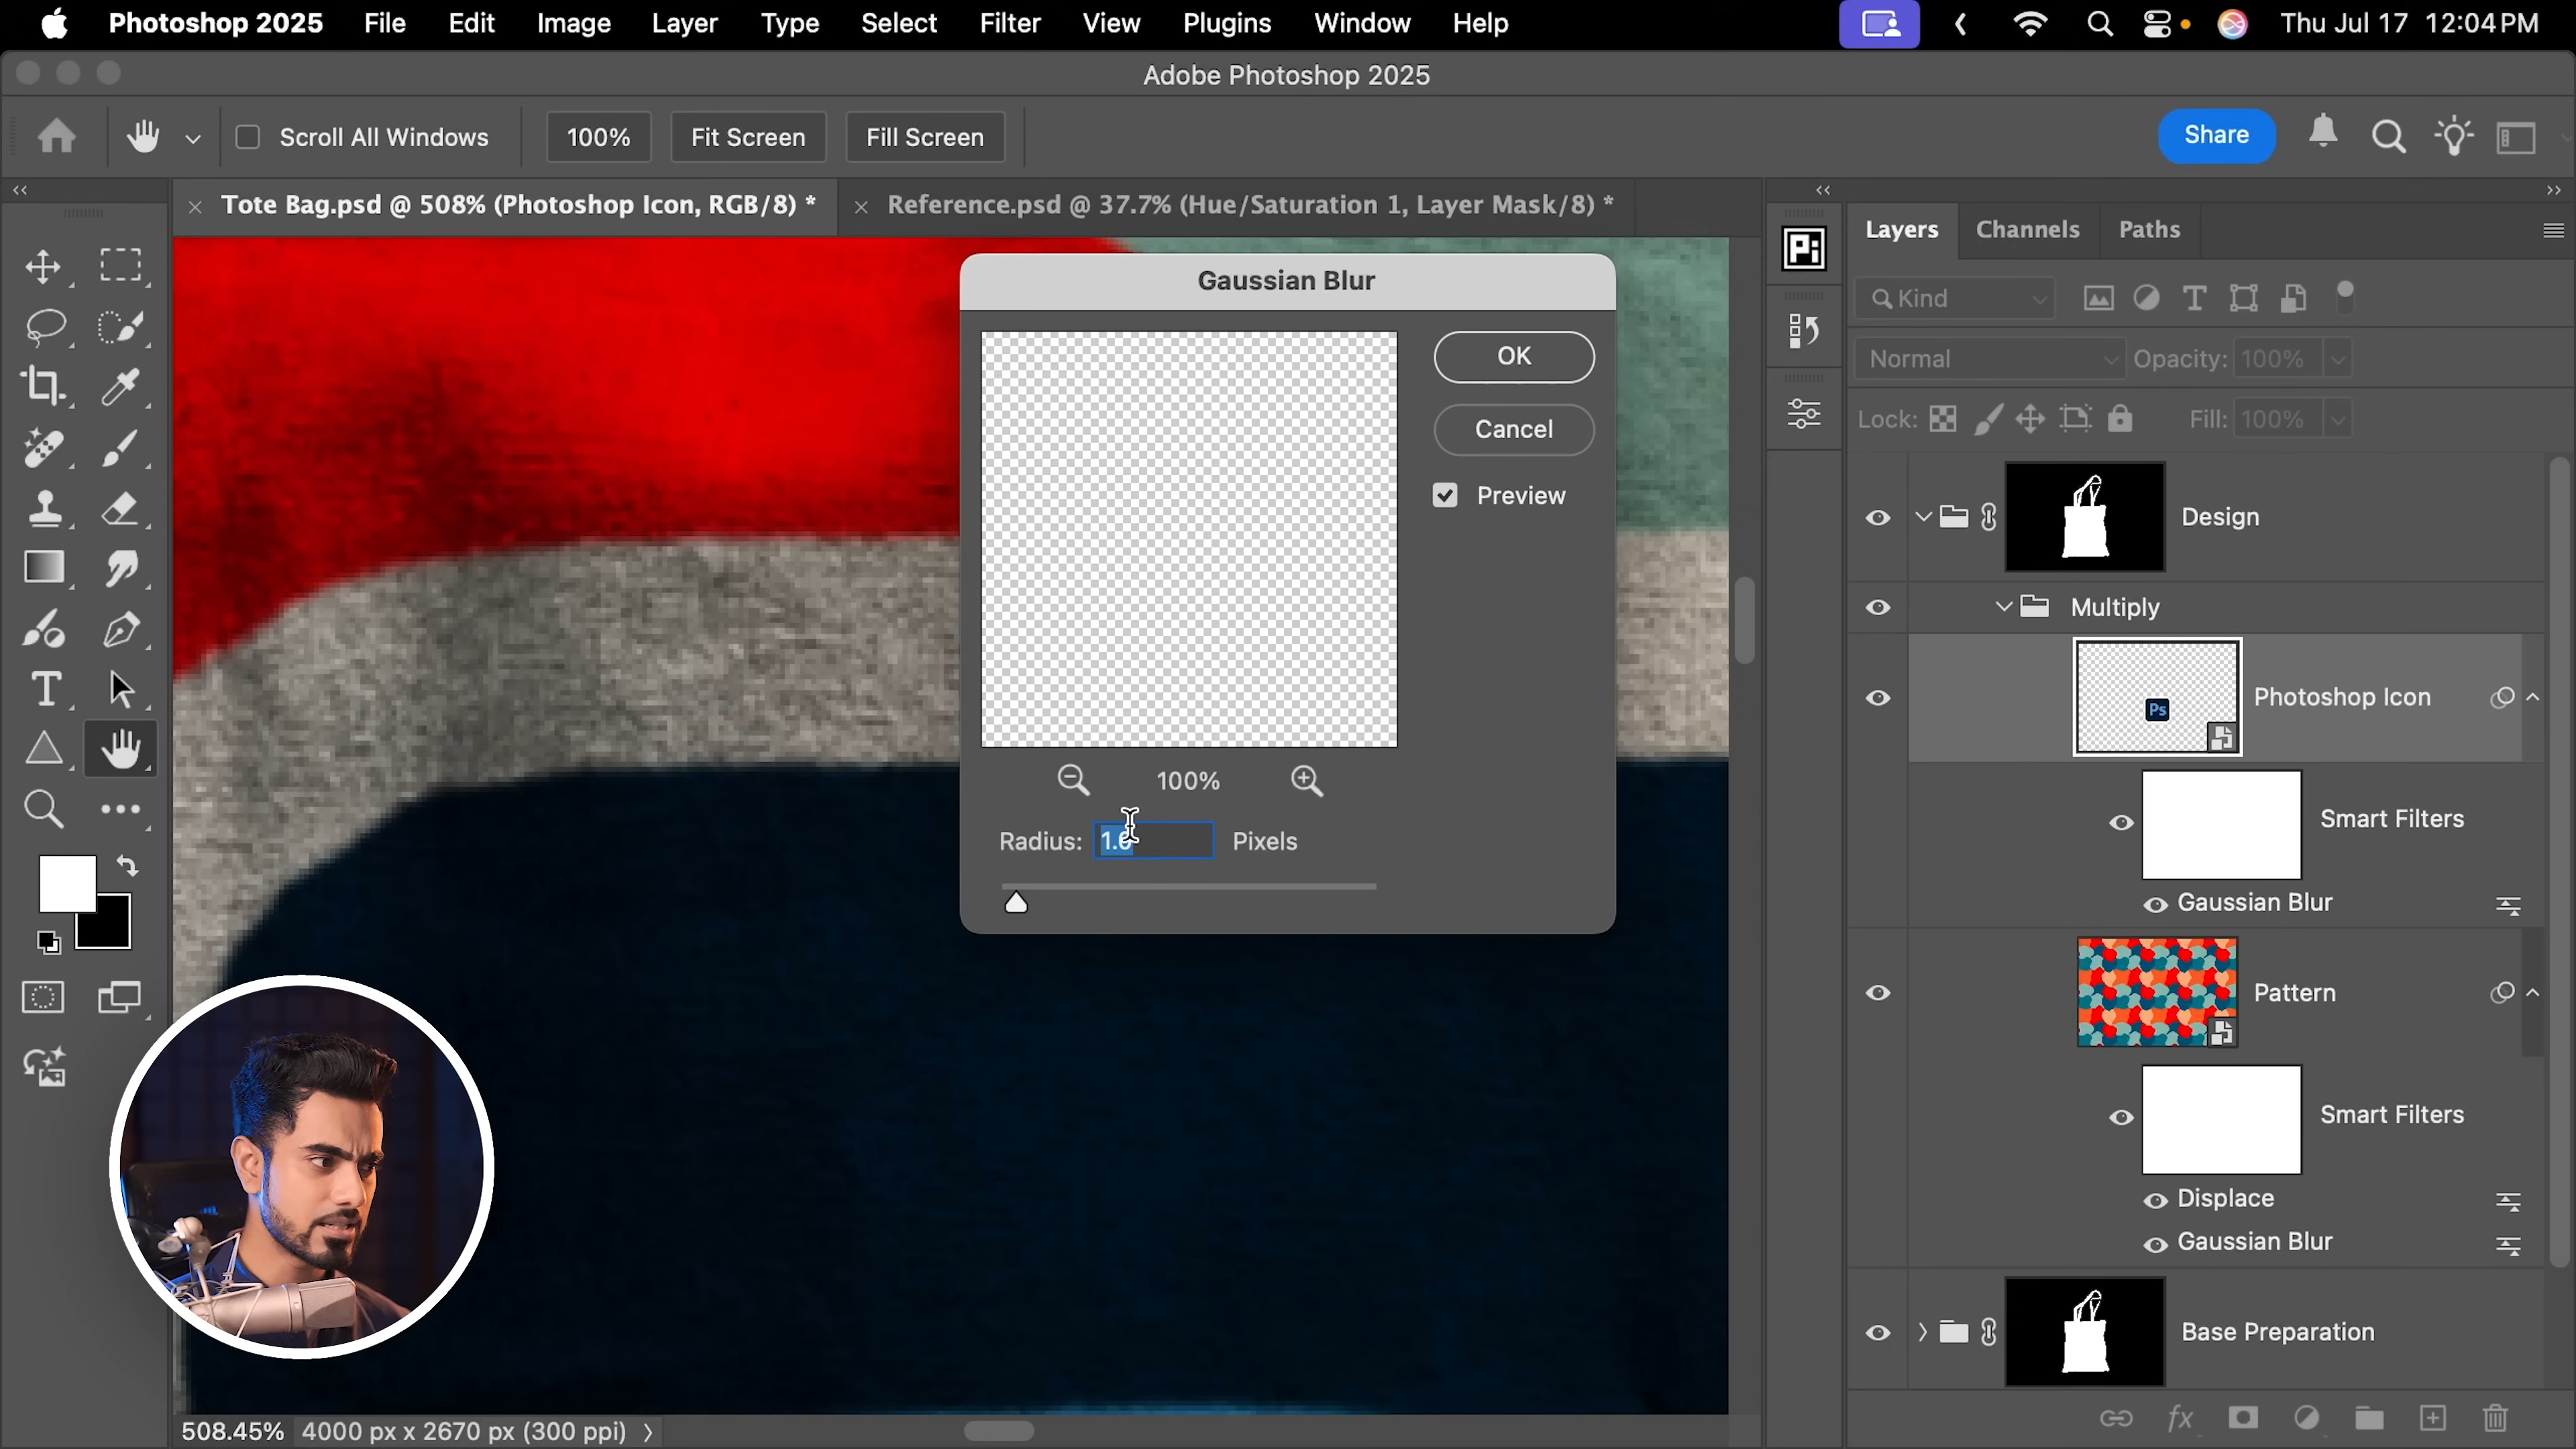 Photoshop 2025 File Edit Image Layer Type Select Filter View Plugins Window Help Thu Jul 17 12:04 PM
Adobe Photoshop 2025
Scroll All Windows 100% Fit Screen Fill Screen Share
Tote Bag.psd @ 508% (Photoshop Icon, RGB/8) * Reference.psd @ 37.7% (Hue/Saturation 1, Layer Mask/8) *
Gaussian Blur
OK
Cancel
Preview
100%
Radius: Pixels
508.45% 4000 px x 2670 px (300 ppi)
Pi
Layers Channels Paths
Kind
Normal Opacity: 100%
Lock: Fill: 100%
Design
Multiply
Ps
Photoshop Icon
Smart Filters
Gaussian Blur
Pattern
Smart Filters
Displace
Gaussian Blur
Base Preparation
fx